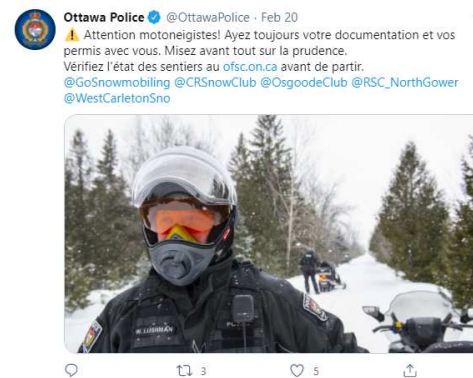 Ottawa Police @OttawaPolice · Feb 20
⚠ Attention motoneigistes! Ayez toujours votre documentation et vos
permis avec vous. Misez avant tout sur la prudence.
Vérifiez l'état des sentiers au ofsc.on.ca avant de partir.
@GoSnowmobiling @CRSnowClub @OsgoodeClub @RSC_NorthGower
@WestCarletonSno
W. LUSHMAN
3 5